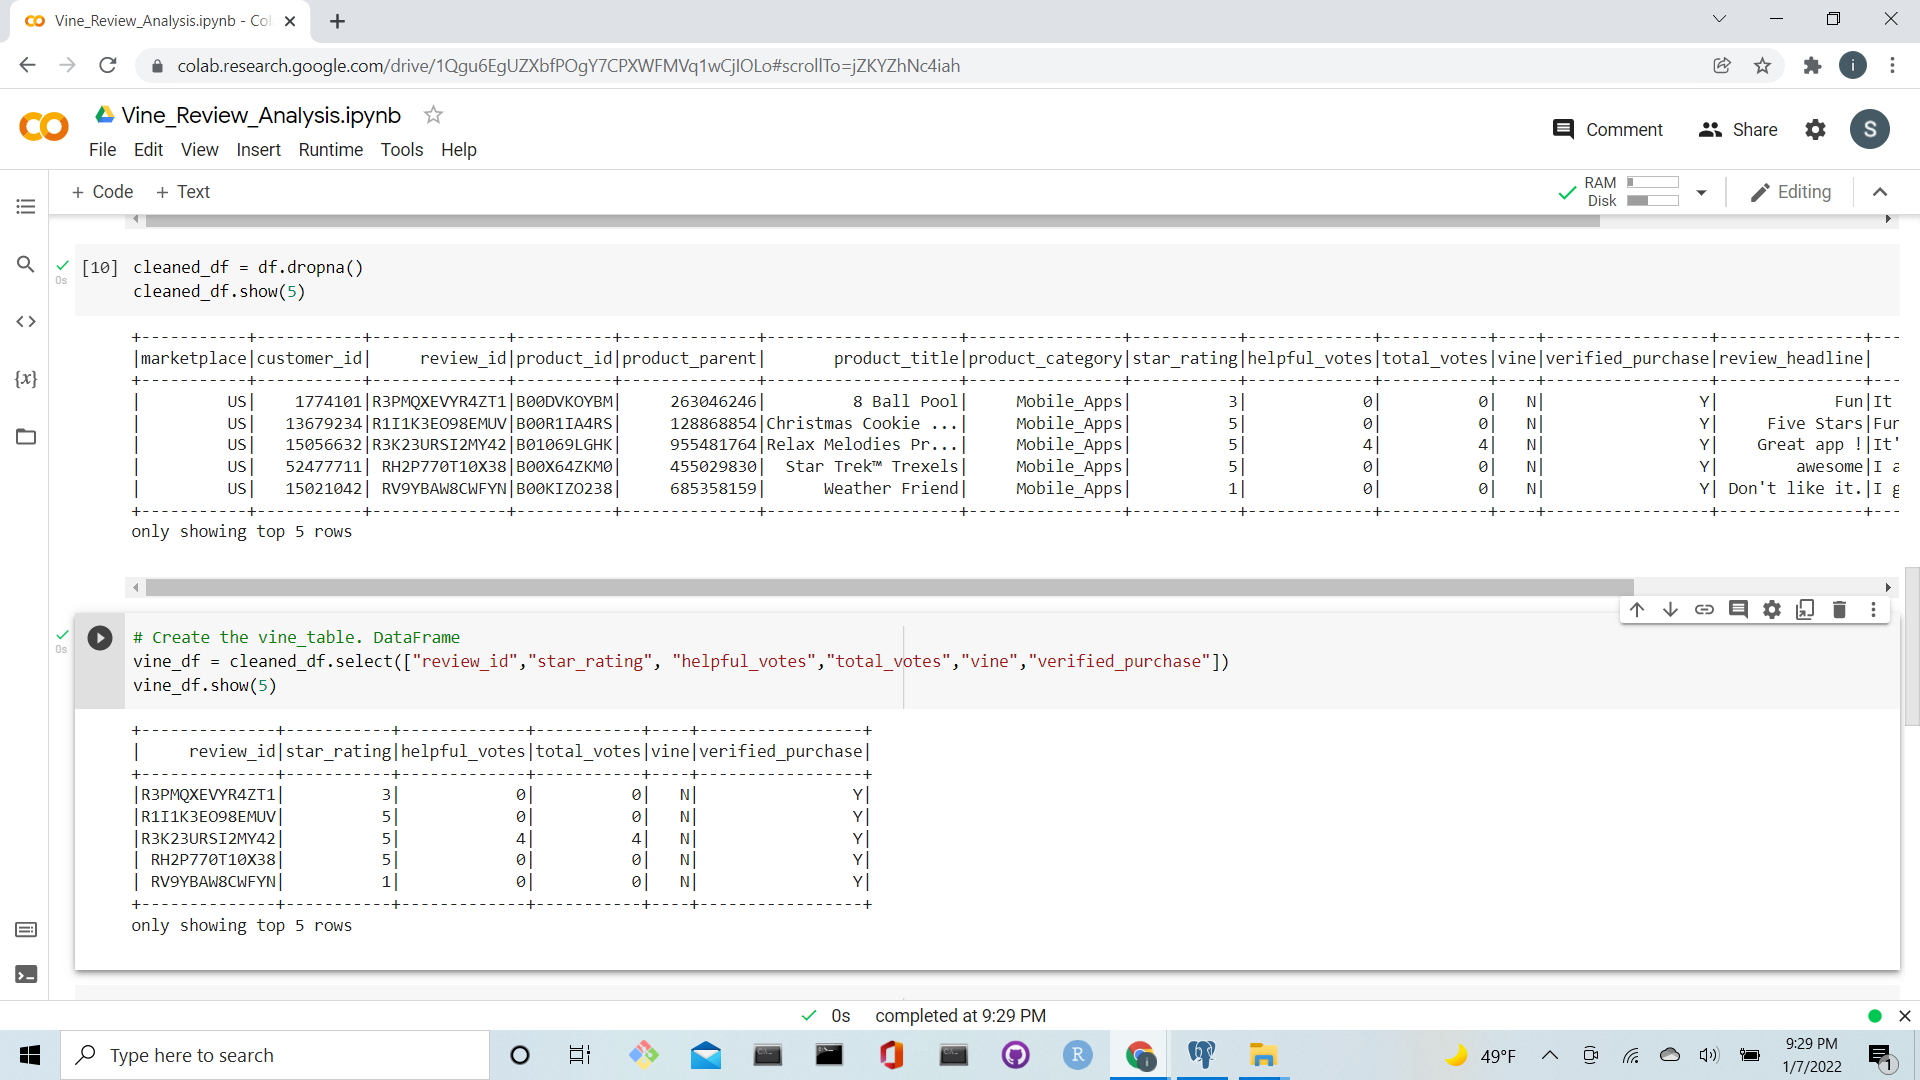 Vine_Review_Analysis.ipynb - Co
colab.research.google.com/drive/1Qgu6EgUZXbfPOgY7CPXWFMVq1wCjIOLo#scrollTo=jZKYZhNc4iah
i
Vine_Review_Analysis.ipynb
File Edit View Insert Runtime Tools Help
Comment Share S
+ Code + Text
RAM
Disk
Editing
[10] cleaned_df = df.dropna()
cleaned_df.show(5)
0s
+-----------+-----------+--------------+----------+--------------+--------------------+----------------+-----------+-------------+-----------+----+-----------------+---------------+---
|marketplace|customer_id|     review_id|product_id|product_parent|       product_title|product_category|star_rating|helpful_votes|total_votes|vine|verified_purchase|review_headline|
+-----------+-----------+--------------+----------+--------------+--------------------+----------------+-----------+-------------+-----------+----+-----------------+---------------+---
|         US|    1774101|R3PMQXEVYR4ZT1|B00DVKOYBM|     263046246|         8 Ball Pool|     Mobile_Apps|          3|            0|          0|   N|                Y|            Fun|It
|         US|   13679234|R1I1K3EO98EMUV|B00R1IA4RS|     128868854|Christmas Cookie ...|     Mobile_Apps|          5|            0|          0|   N|                Y|     Five Stars|Fun
|         US|   15056632|R3K23URSI2MY42|B01069LGHK|     955481764|Relax Melodies Pr...|     Mobile_Apps|          5|            4|          4|   N|                Y|    Great app !|It'
|         US|   52477711| RH2P770T10X38|B00X64ZKM0|     455029830|  Star Trek™ Trexels|     Mobile_Apps|          5|            0|          0|   N|                Y|        awesome|I a
|         US|   15021042| RV9YBAW8CWFYN|B00KIZO238|     685358159|      Weather Friend|     Mobile_Apps|          1|            0|          0|   N|                Y| Don't like it.|I g
+-----------+-----------+--------------+----------+--------------+--------------------+----------------+-----------+-------------+-----------+----+-----------------+---------------+---
only showing top 5 rows
# Create the vine_table. DataFrame
0s
vine_df = cleaned_df.select(["review_id","star_rating", "helpful_votes","total_votes","vine","verified_purchase"])
vine_df.show(5)
+--------------+-----------+-------------+-----------+----+-----------------+
|     review_id|star_rating|helpful_votes|total_votes|vine|verified_purchase|
+--------------+-----------+-------------+-----------+----+-----------------+
|R3PMQXEVYR4ZT1|          3|            0|          0|   N|                Y|
|R1I1K3EO98EMUV|          5|            0|          0|   N|                Y|
|R3K23URSI2MY42|          5|            4|          4|   N|                Y|
| RH2P770T10X38|          5|            0|          0|   N|                Y|
| RV9YBAW8CWFYN|          1|            0|          0|   N|                Y|
+--------------+-----------+-------------+-----------+----+-----------------+
only showing top 5 rows
0s completed at 9:29 PM
Type here to search
R
49°F
9:29 PM
1/7/2022
1